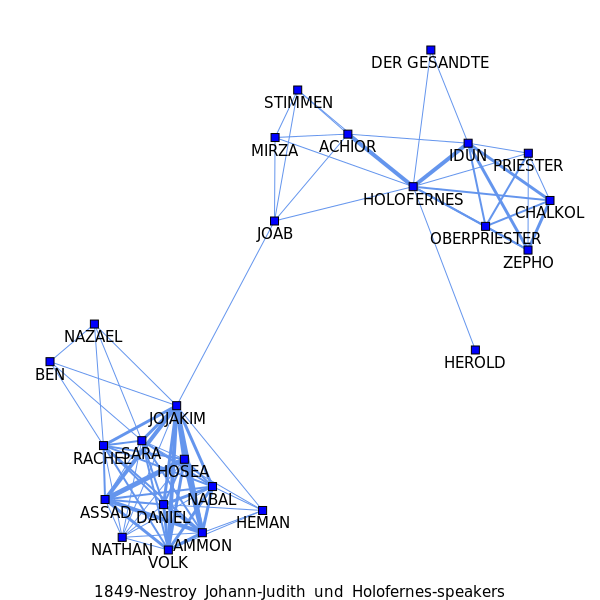 DER GESANDTE
STIMMEN
MIRZA
ACHIOR
IDUN
PRIESTER
HOLOFERNES
CHALKOL
JOAB
OBERPRIESTER
ZEPHO
NAZAEL
HEROLD
BEN
JOJAKIM
RACHEL
SARA
HOSEA
NABAL
ASSAD
DANIEL
HEMAN
NATHAN
AMMON
VOLK
1849-Nestroy_Johann-Judith_und_Holofernes-speakers